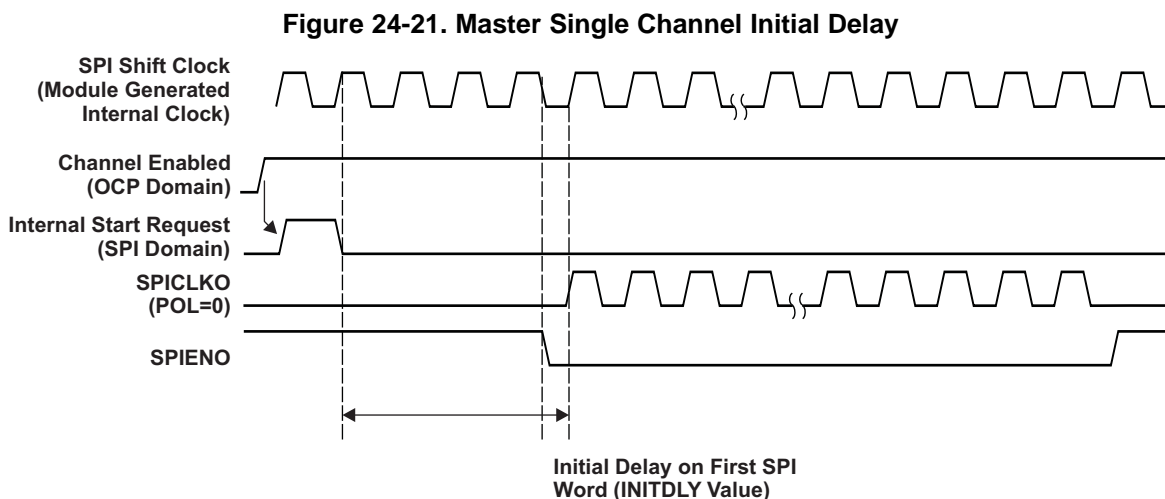 Figure 24-21. Master Single Channel Initial Delay
SPI Shift Clock
(Module Generated
Internal Clock)
Channel Enabled
(OCP Domain)
Internal Start Request
(SPI Domain)
SPICLKO
(POL=0)
SPIENO
Initial Delay on First SPI
Word (INITDLY Value)